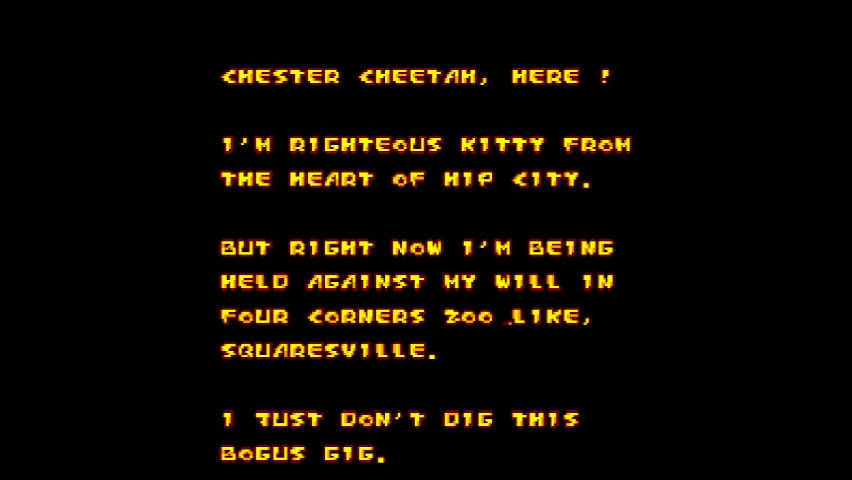 CHESTER CHEETAH, HERE !
I'M RIGHTEOUS KITTY FROM
THE HEART OF HIP CITY.
BUT RIGHT NOW I'M BEING
HELD AGAINST MY WILL IN
FOUR CORNERS ZOO .LIKE,
SQUARESVILLE.
I JUST DON'T DIG THIS
BOGUS GIG.